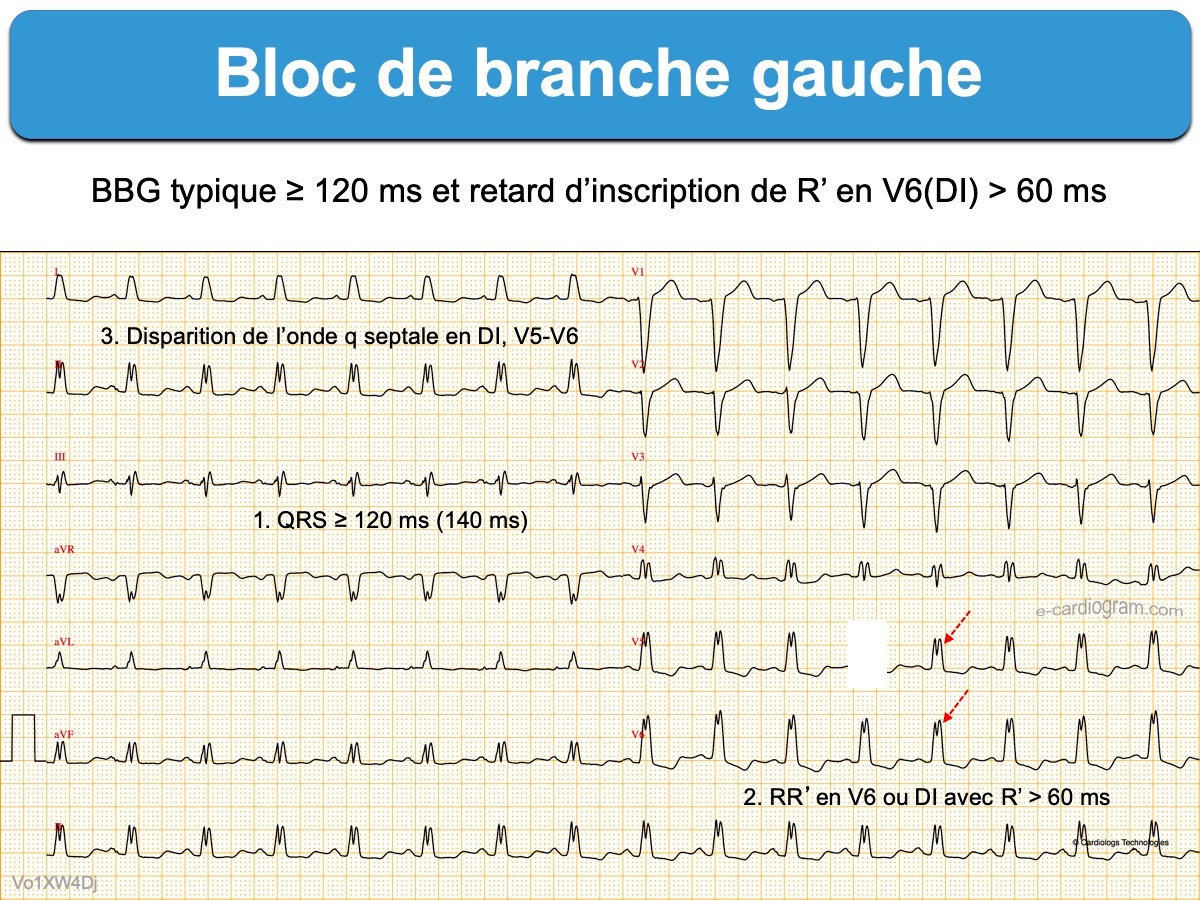 Bloc de branche gauche
BBG typique ≥ 120 ms et retard d’inscription de R’ en V6(DI) > 60 ms
I
V1
3. Disparition de l’onde q septale en DI, V5-V6
II
V2
III
V3
1. QRS ≥ 120 ms (140 ms)
aVR
V4
e-cardiogram.com
aVL
V5
aVF
V6
2. RR’ en V6 ou DI avec R’ > 60 ms
II
© Cardiologs Technologies
Vo1XW4Dj